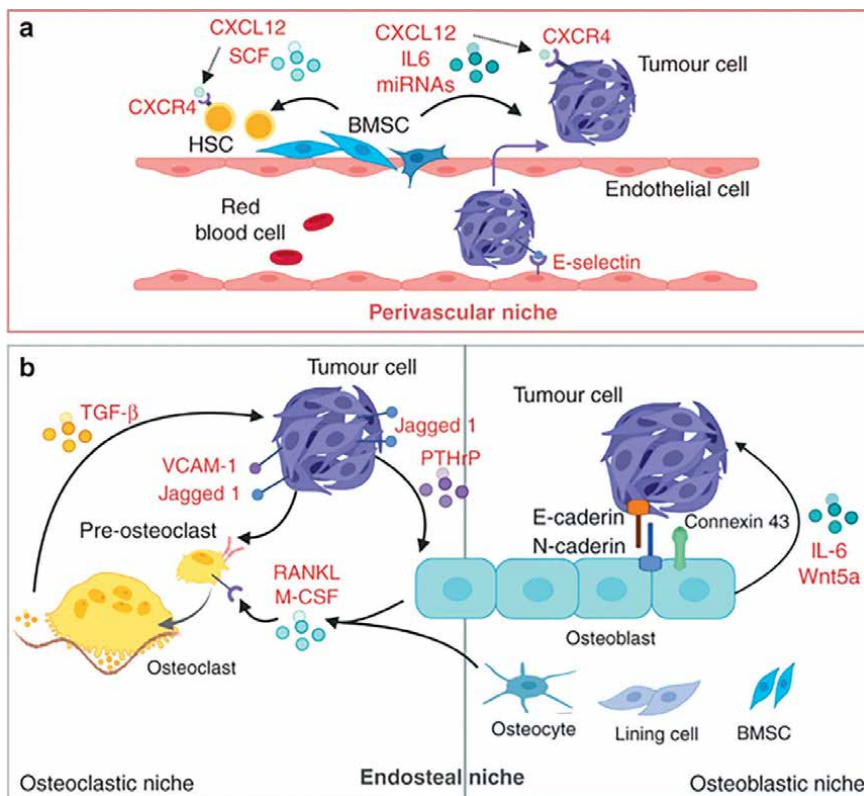 a
CXCL12
SCF
CXCR4
HSC
BMSC
CXCL12
IL6
miRNAs
CXCR4
Tumour cell
Endothelial cell
Red
blood cell
E-selectin
Perivascular niche
b
Tumour cell
TGF-β
Jagged 1
VCAM-1
Jagged 1
PTHrP
Pre-osteoclast
RANKL
M-CSF
Osteoclast
Tumour cell
E-caderin
N-caderin
Connexin 43
IL-6
Wnt5a
Osteoblast
Osteocyte
Lining cell
BMSC
Osteoclastic niche
Endosteal niche
Osteoblastic niche